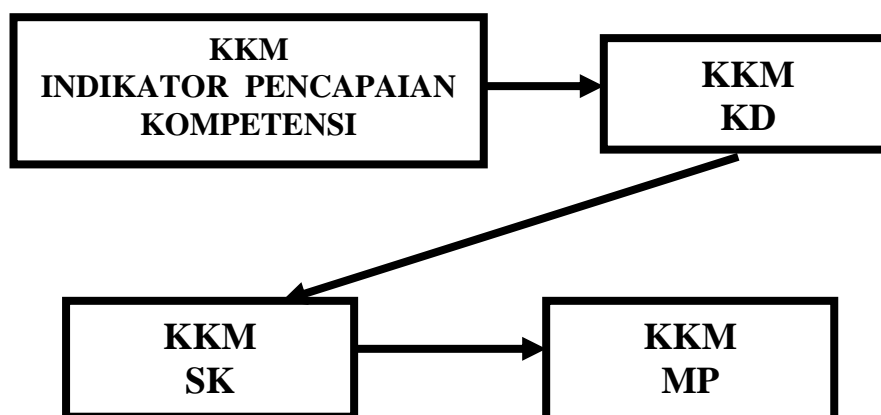 KKM
INDIKATOR PENCAPAIAN
KOMPETENSI
KKM
KD
KKM
SK
KKM
MP